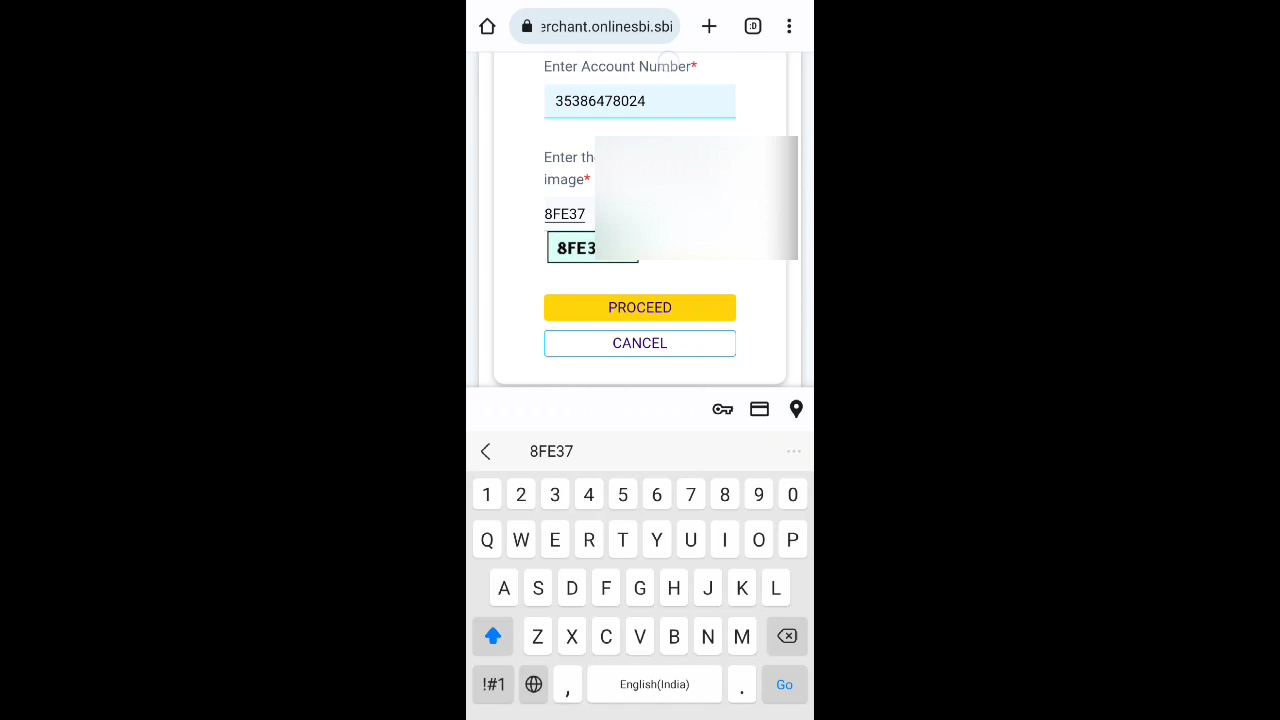 erchant.onlinesbi.sbi
:D
Enter Account Number*
35386478024
Enter the
image*
8FE37
8FE3
PROCEED
CANCEL
8FE37
1 2 3 4 5 6 7 8 9 0
Q W E R T Y U I O P
A S D F G H J K L
Z X C V B N M
!#1 , English(India) . Go